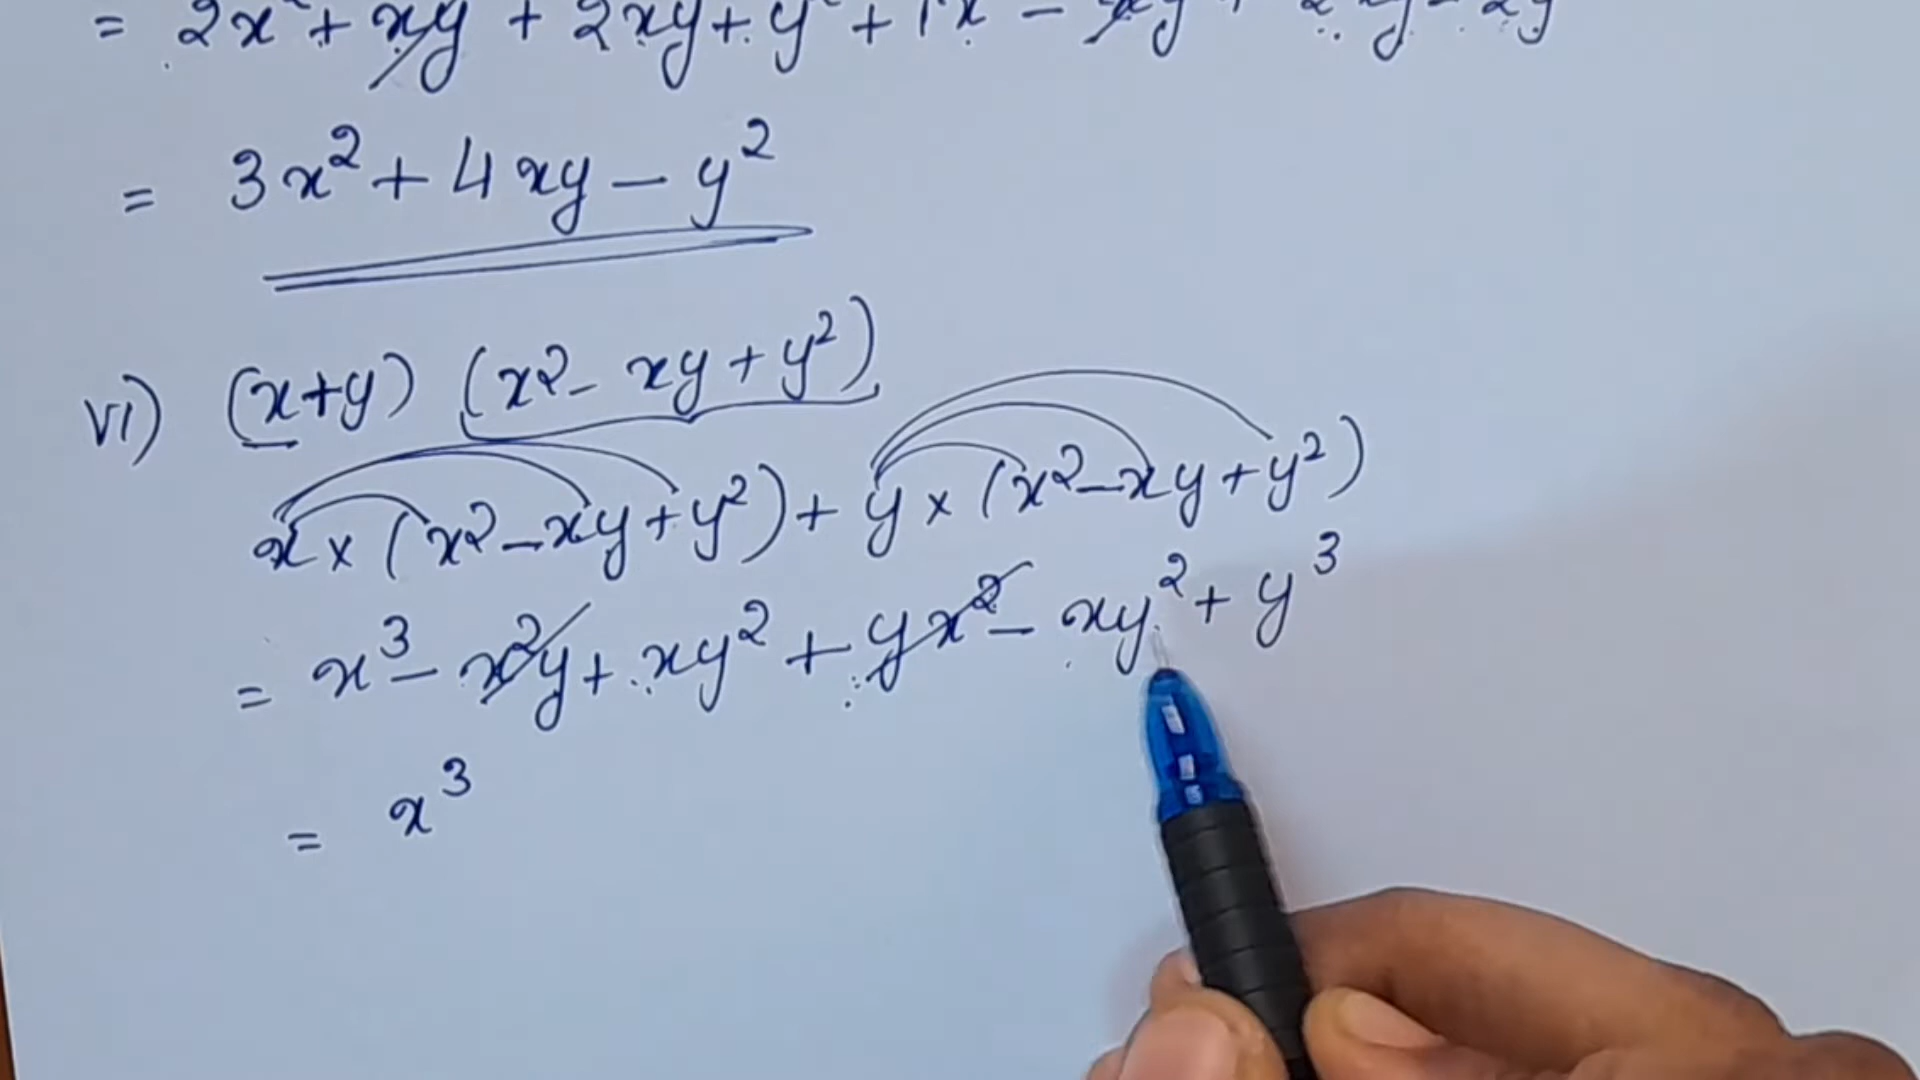 = 2x² + xy + 2xy + y² + 1x - xy + 2xy - 2y
= 3x² + 4xy - y²
vi) (x+y) (x² - xy + y²)
x × (x² - xy + y²) + y × (x² - xy + y²)
= x³ - x²y + xy² + yx² - xy² + y³
= x³